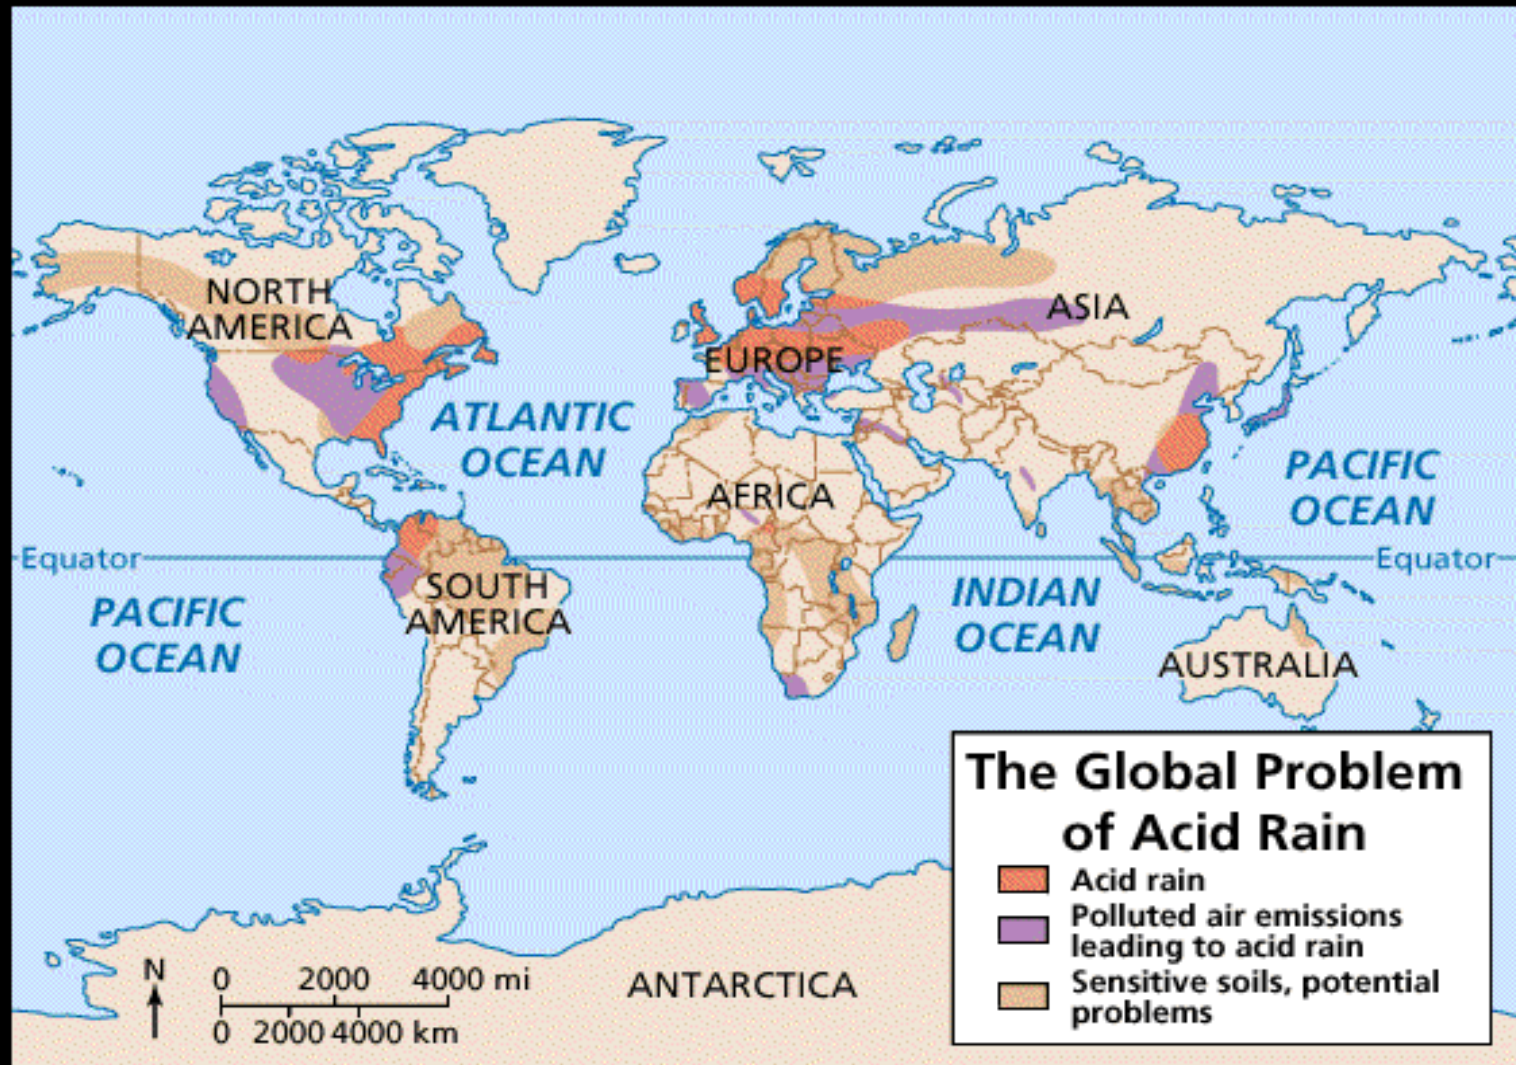 NORTH
AMERICA
ASIA
EUROPE
ATLANTIC
OCEAN
PACIFIC
OCEAN
AFRICA
Equator
Equator
SOUTH
AMERICA
INDIAN
OCEAN
PACIFIC
OCEAN
AUSTRALIA
The Global Problem
of Acid Rain
Acid rain
Polluted air emissions
leading to acid rain
Sensitive soils, potential
problems
N
0 2000 4000 mi
0 2000 4000 km
ANTARCTICA